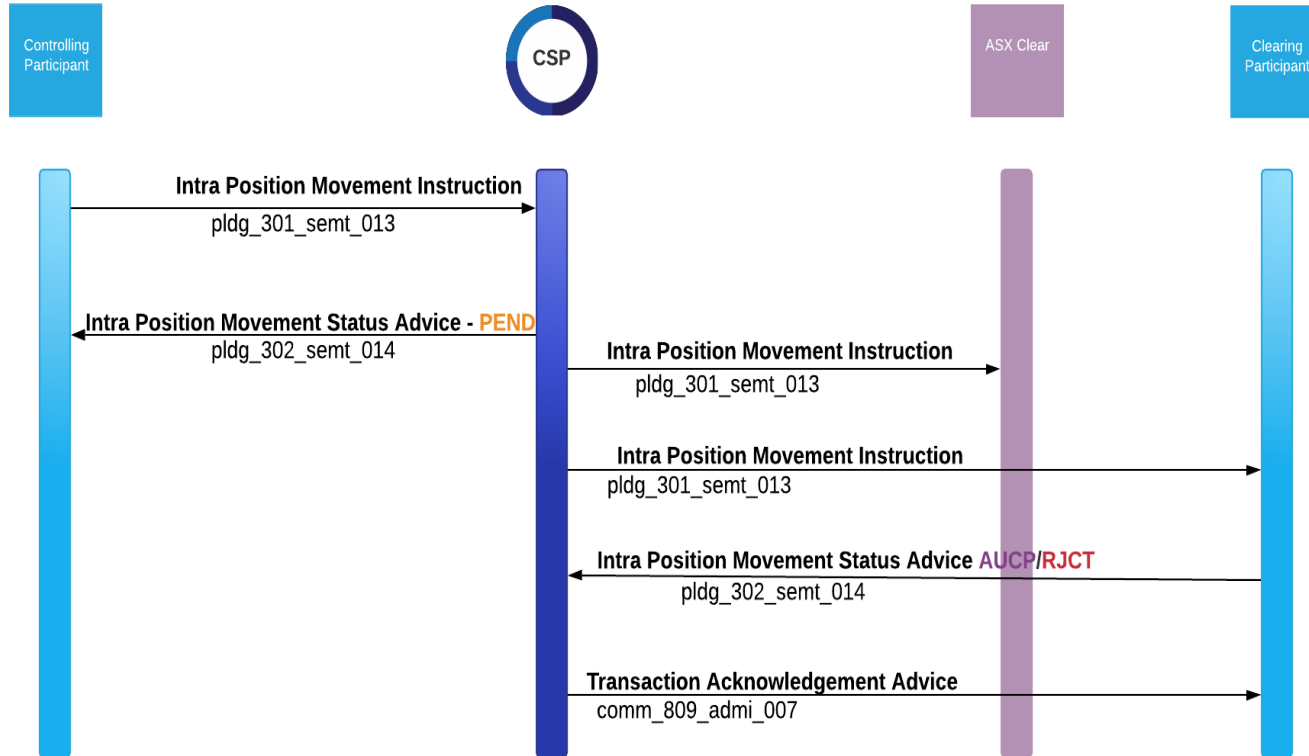 Controlling
Participant
CSP
ASX Clear
Clearing
Participant
Intra Position Movement Instruction
pldg_301_semt_013
Intra Position Movement Status Advice - PEND
pldg_302_semt_014
Intra Position Movement Instruction
pldg_301_semt_013
Intra Position Movement Instruction
pldg_301_semt_013
Intra Position Movement Status Advice AUCP/RJCT
pldg_302_semt_014
Transaction Acknowledgement Advice
comm_809_admi_007